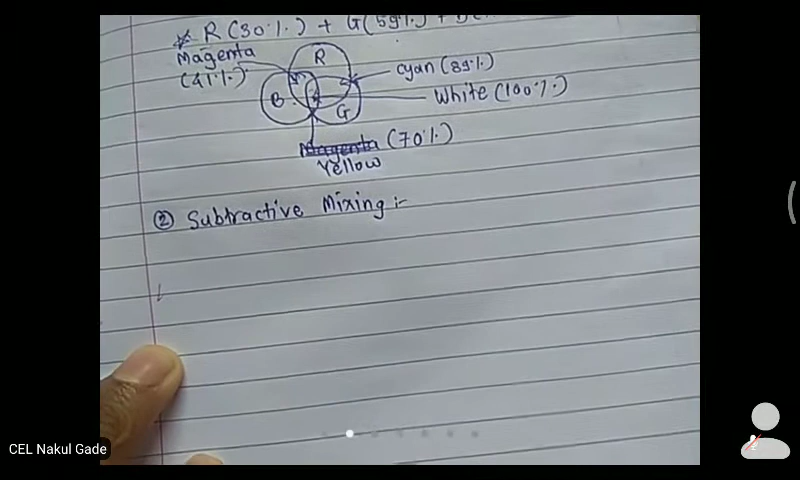 * R (30%.) + G(59%.) +
Magenta
(41%.)
R
cyan (89%.)
B
White (100%.)
G
Magenta (70%.)
Yellow
② Subtractive Mixing :-
CEL Nakul Gade